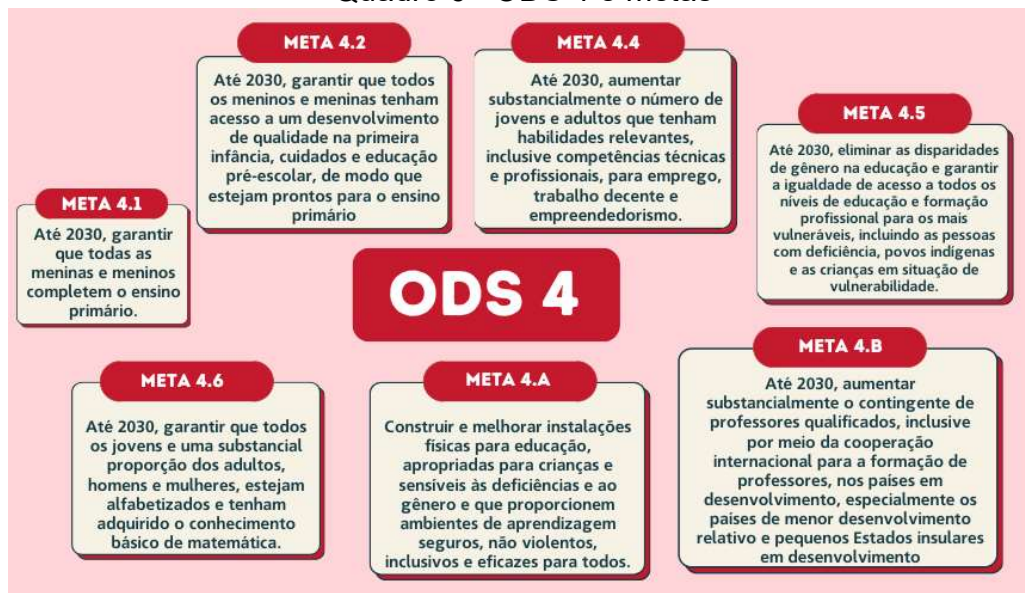 META 4.2
Até 2030, garantir que todos
os meninos e meninas tenham
acesso a um desenvolvimento
de qualidade na primeira
infância, cuidados e educação
pré-escolar, de modo que
estejam prontos para o ensino
primário
META 4.4
Até 2030, aumentar
substancialmente o número de
jovens e adultos que tenham
habilidades relevantes,
inclusive competências técnicas
e profissionais, para emprego,
trabalho decente e
empreendedorismo.
META 4.5
Até 2030, eliminar as disparidades
de gênero na educação e garantir
a igualdade de acesso a todos os
níveis de educação e formação
profissional para os mais
vulneráveis, incluindo as pessoas
com deficiência, povos indígenas
e as crianças em situação de
vulnerabilidade.
META 4.1
Até 2030, garantir
que todas as
meninas e meninos
completem o ensino
primário.
ODS 4
META 4.6
Até 2030, garantir que todos
os jovens e uma substancial
proporção dos adultos,
homens e mulheres, estejam
alfabetizados e tenham
adquirido o conhecimento
básico de matemática.
META 4.A
Construir e melhorar instalações
físicas para educação,
apropriadas para crianças e
sensíveis às deficiências e ao
gênero e que proporcionem
ambientes de aprendizagem
seguros, não violentos,
inclusivos e eficazes para todos.
META 4.B
Até 2030, aumentar
substancialmente o contingente de
professores qualificados, inclusive
por meio da cooperação
internacional para a formação de
professores, nos países em
desenvolvimento, especialmente os
países de menor desenvolvimento
relativo e pequenos Estados insulares
em desenvolvimento